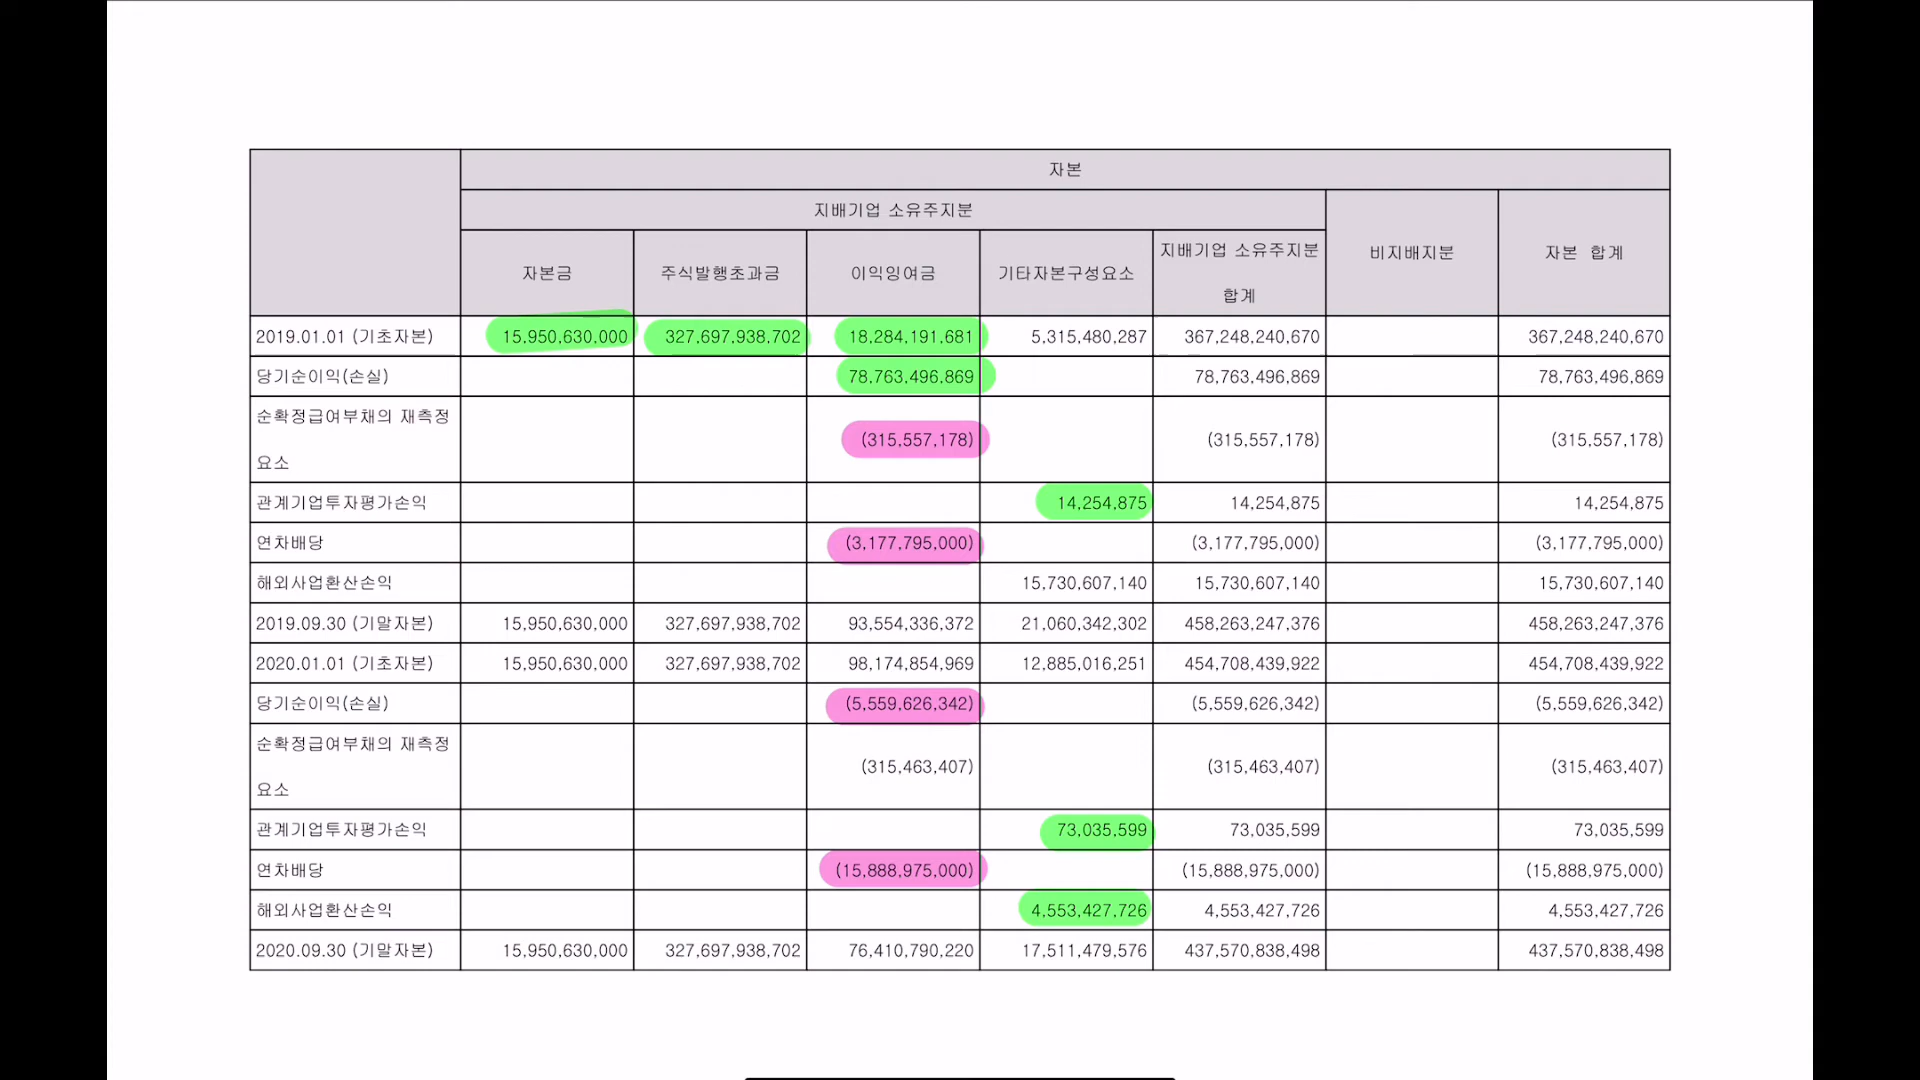 자본
지배기업 소유주지분
자본금 주식발행초과금 이익잉여금 기타자본구성요소 지배기업 소유주지분 합계 비지배지분 자본 합계
2019.01.01 (기초자본) 15,950,630,000 327,697,938,702 18,284,191,681 5,315,480,287 367,248,240,670 367,248,240,670
당기순이익(손실) 78,763,496,869 78,763,496,869 78,763,496,869
순확정급여부채의 재측정
요소 (315,557,178) (315,557,178) (315,557,178)
관계기업투자평가손익 14,254,875 14,254,875 14,254,875
연차배당 (3,177,795,000) (3,177,795,000) (3,177,795,000)
해외사업환산손익 15,730,607,140 15,730,607,140 15,730,607,140
2019.09.30 (기말자본) 15,950,630,000 327,697,938,702 93,554,336,372 21,060,342,302 458,263,247,376 458,263,247,376
2020.01.01 (기초자본) 15,950,630,000 327,697,938,702 98,174,854,969 12,885,016,251 454,708,439,922 454,708,439,922
당기순이익(손실) (5,559,626,342) (5,559,626,342) (5,559,626,342)
순확정급여부채의 재측정
요소 (315,463,407) (315,463,407) (315,463,407)
관계기업투자평가손익 73,035,599 73,035,599 73,035,599
연차배당 (15,888,975,000) (15,888,975,000) (15,888,975,000)
해외사업환산손익 4,553,427,726 4,553,427,726 4,553,427,726
2020.09.30 (기말자본) 15,950,630,000 327,697,938,702 76,410,790,220 17,511,479,576 437,570,838,498 437,570,838,498